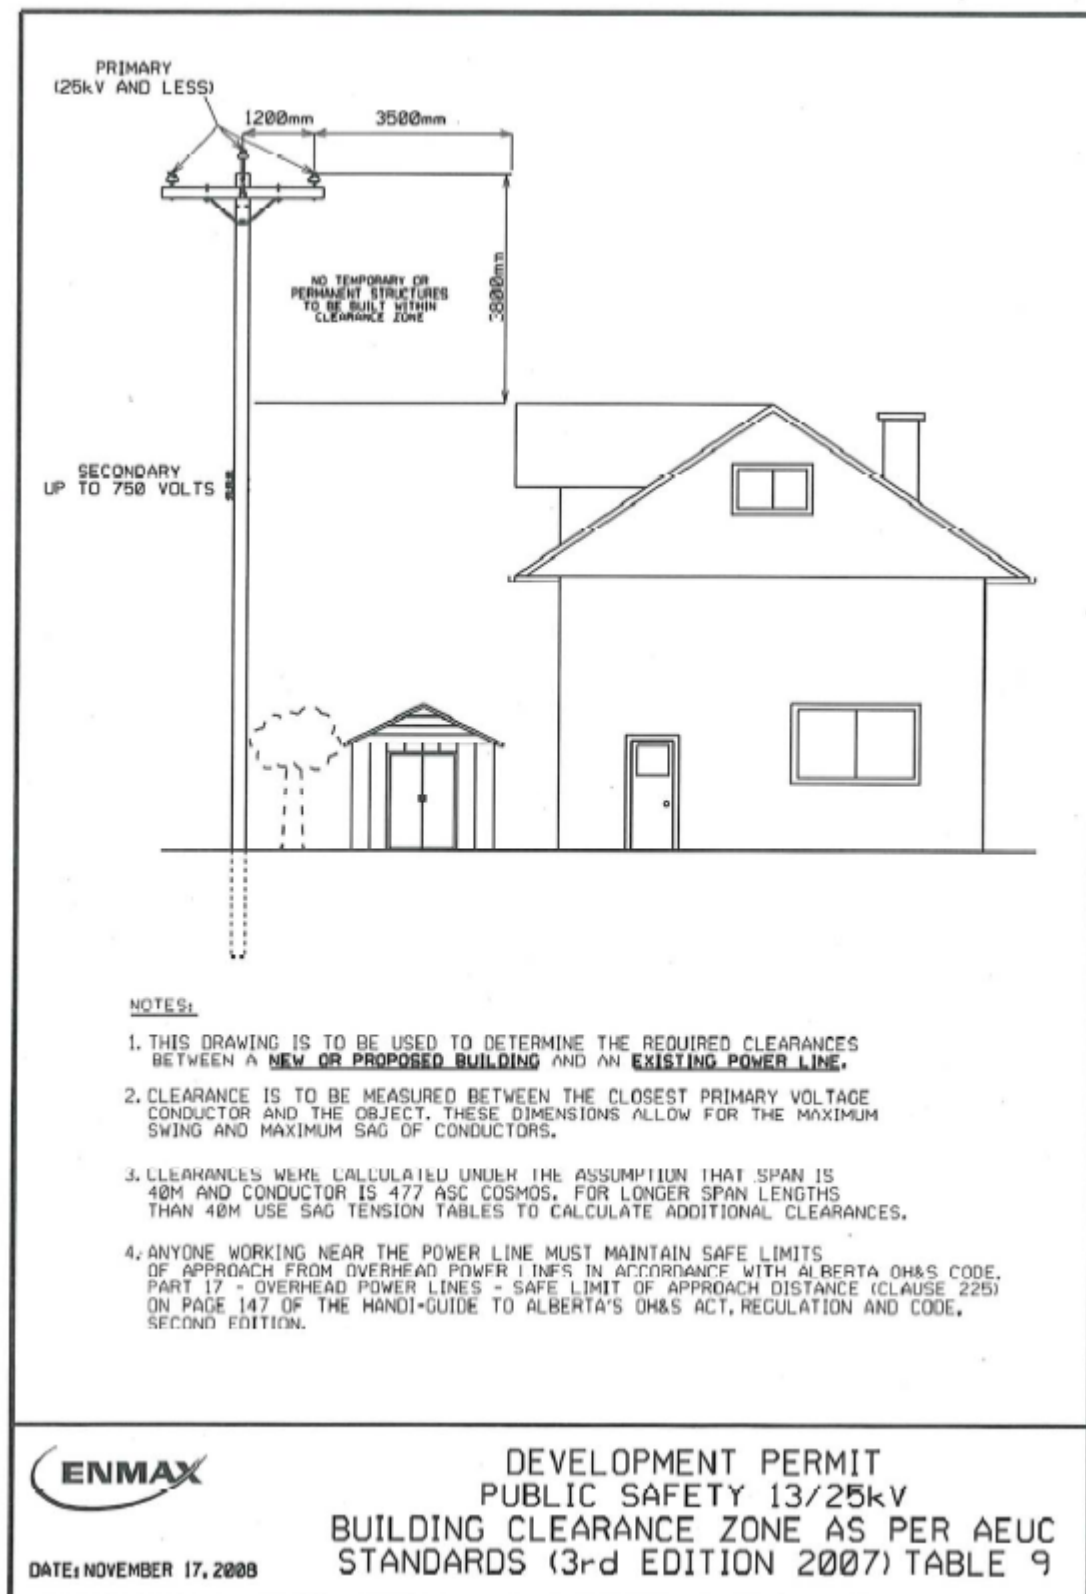 PRIMARY
(25kV AND LESS)
1200mm
3500mm
3800mm
NO TEMPORARY OR
PERMANENT STRUCTURES
TO BE BUILT WITHIN
CLEARANCE ZONE
SECONDARY
UP TO 750 VOLTS
NOTES:
1. THIS DRAWING IS TO BE USED TO DETERMINE THE REQUIRED CLEARANCES
BETWEEN A NEW OR PROPOSED BUILDING AND AN EXISTING POWER LINE.
2. CLEARANCE IS TO BE MEASURED BETWEEN THE CLOSEST PRIMARY VOLTAGE
CONDUCTOR AND THE OBJECT. THESE DIMENSIONS ALLOW FOR THE MAXIMUM
SWING AND MAXIMUM SAG OF CONDUCTORS.
3. CLEARANCES WERE CALCULATED UNDER THE ASSUMPTION THAT SPAN IS
40M AND CONDUCTOR IS 477 ASC COSMOS. FOR LONGER SPAN LENGTHS
THAN 40M USE SAG TENSION TABLES TO CALCULATE ADDITIONAL CLEARANCES.
4. ANYONE WORKING NEAR THE POWER LINE MUST MAINTAIN SAFE LIMITS
OF APPROACH FROM OVERHEAD POWER LINES IN ACCORDANCE WITH ALBERTA OH&S CODE,
PART 17 - OVERHEAD POWER LINES - SAFE LIMIT OF APPROACH DISTANCE (CLAUSE 225)
ON PAGE 147 OF THE HANDI-GUIDE TO ALBERTA'S OH&S ACT, REGULATION AND CODE,
SECOND EDITION.
ENMAX
DATE: NOVEMBER 17, 2008
DEVELOPMENT PERMIT
PUBLIC SAFETY 13/25kV
BUILDING CLEARANCE ZONE AS PER AEUC
STANDARDS (3rd EDITION 2007) TABLE 9